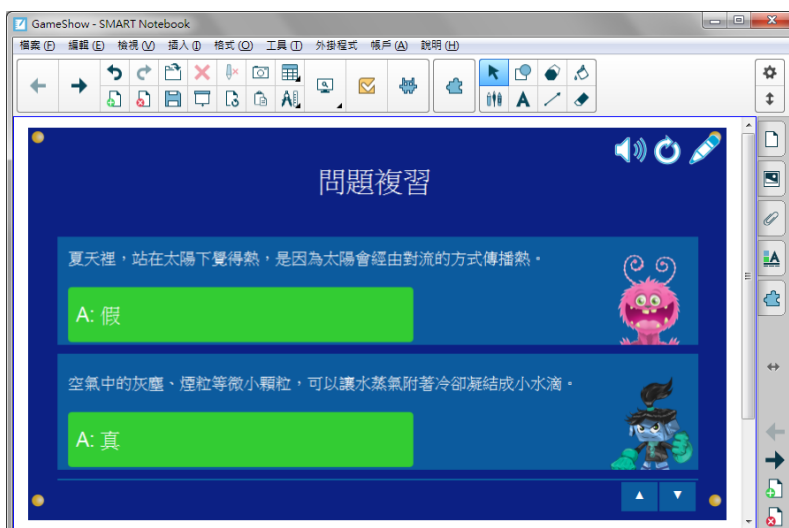 GameShow - SMART Notebook
檔案(F) 編輯(E) 檢視(V) 插入(I) 格式(O) 工具(T) 外掛程式 帳戶(A) 說明(H)
問題複習
夏天裡，站在太陽下覺得熱，是因為太陽會經由對流的方式傳播熱。
A: 假
空氣中的灰塵、煙粒等微小顆粒，可以讓水蒸氣附著冷卻凝結成小水滴。
A: 真